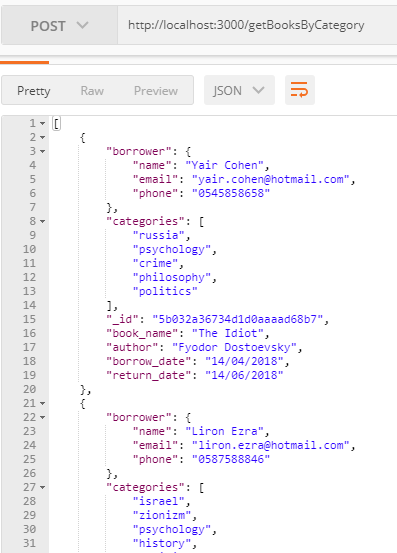 POST http://localhost:3000/getBooksByCategory
Pretty Raw Preview JSON
1 [
2 {
3 "borrower": {
4 "name": "Yair Cohen",
5 "email": "yair.cohen@hotmail.com",
6 "phone": "0545858658"
7 },
8 "categories": [
9 "russia",
10 "psychology",
11 "crime",
12 "philosophy",
13 "politics"
14 ],
15 "_id": "5b032a36734d1d0aaaad68b7",
16 "book_name": "The Idiot",
17 "author": "Fyodor Dostoevsky",
18 "borrow_date": "14/04/2018",
19 "return_date": "14/06/2018"
20 },
21 {
22 "borrower": {
23 "name": "Liron Ezra",
24 "email": "liron.ezra@hotmail.com",
25 "phone": "0587588846"
26 },
27 "categories": [
28 "israel",
29 "zionizm",
30 "psychology",
31 "history",